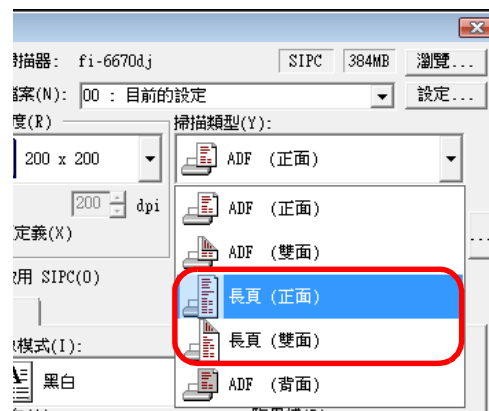 描器: fi-6670dj SIPC 384MB 瀏覽...
檔案(N): 00 : 目前的設定 設定...
度(R) 掃描類型(Y):
200 x 200 ADF (正面)
200 dpi ADF (正面)
定義(X) ADF (雙面)
...
用 SIPC(O) 長頁 (正面)
長頁 (雙面)
模式(I):
黑白 ADF (背面)